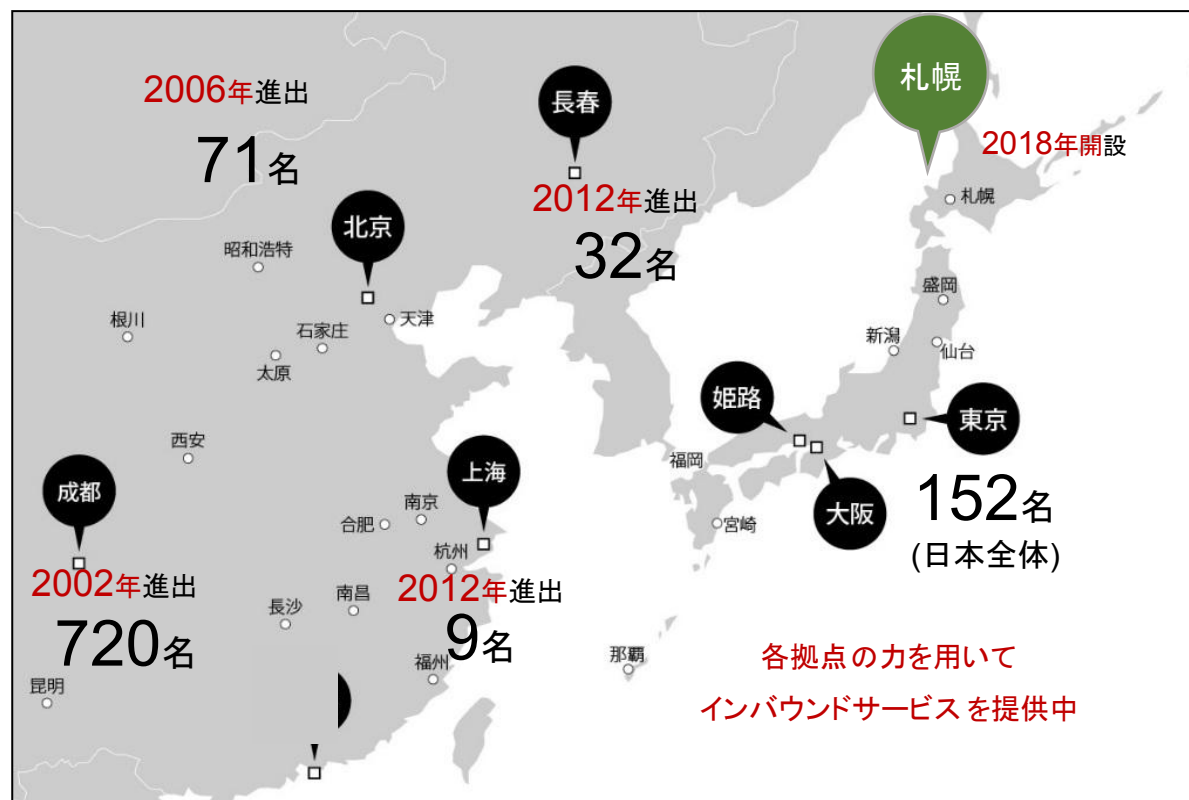 札幌
2006年進出
長春
71名
2018年開設
2012年進出
札幌
北京
32名
昭和浩特
盛岡
根川
石家庄
天津
新潟
仙台
太原
姫路
東京
西安
福岡
成都
上海
152名
南京
大阪
合肥
宮崎
杭州
(日本全体)
2002年進出
2012年進出
長沙
南昌
720名
9名
福州
那覇
各拠点の力を用いて
昆明
インバウンドサービスを提供中